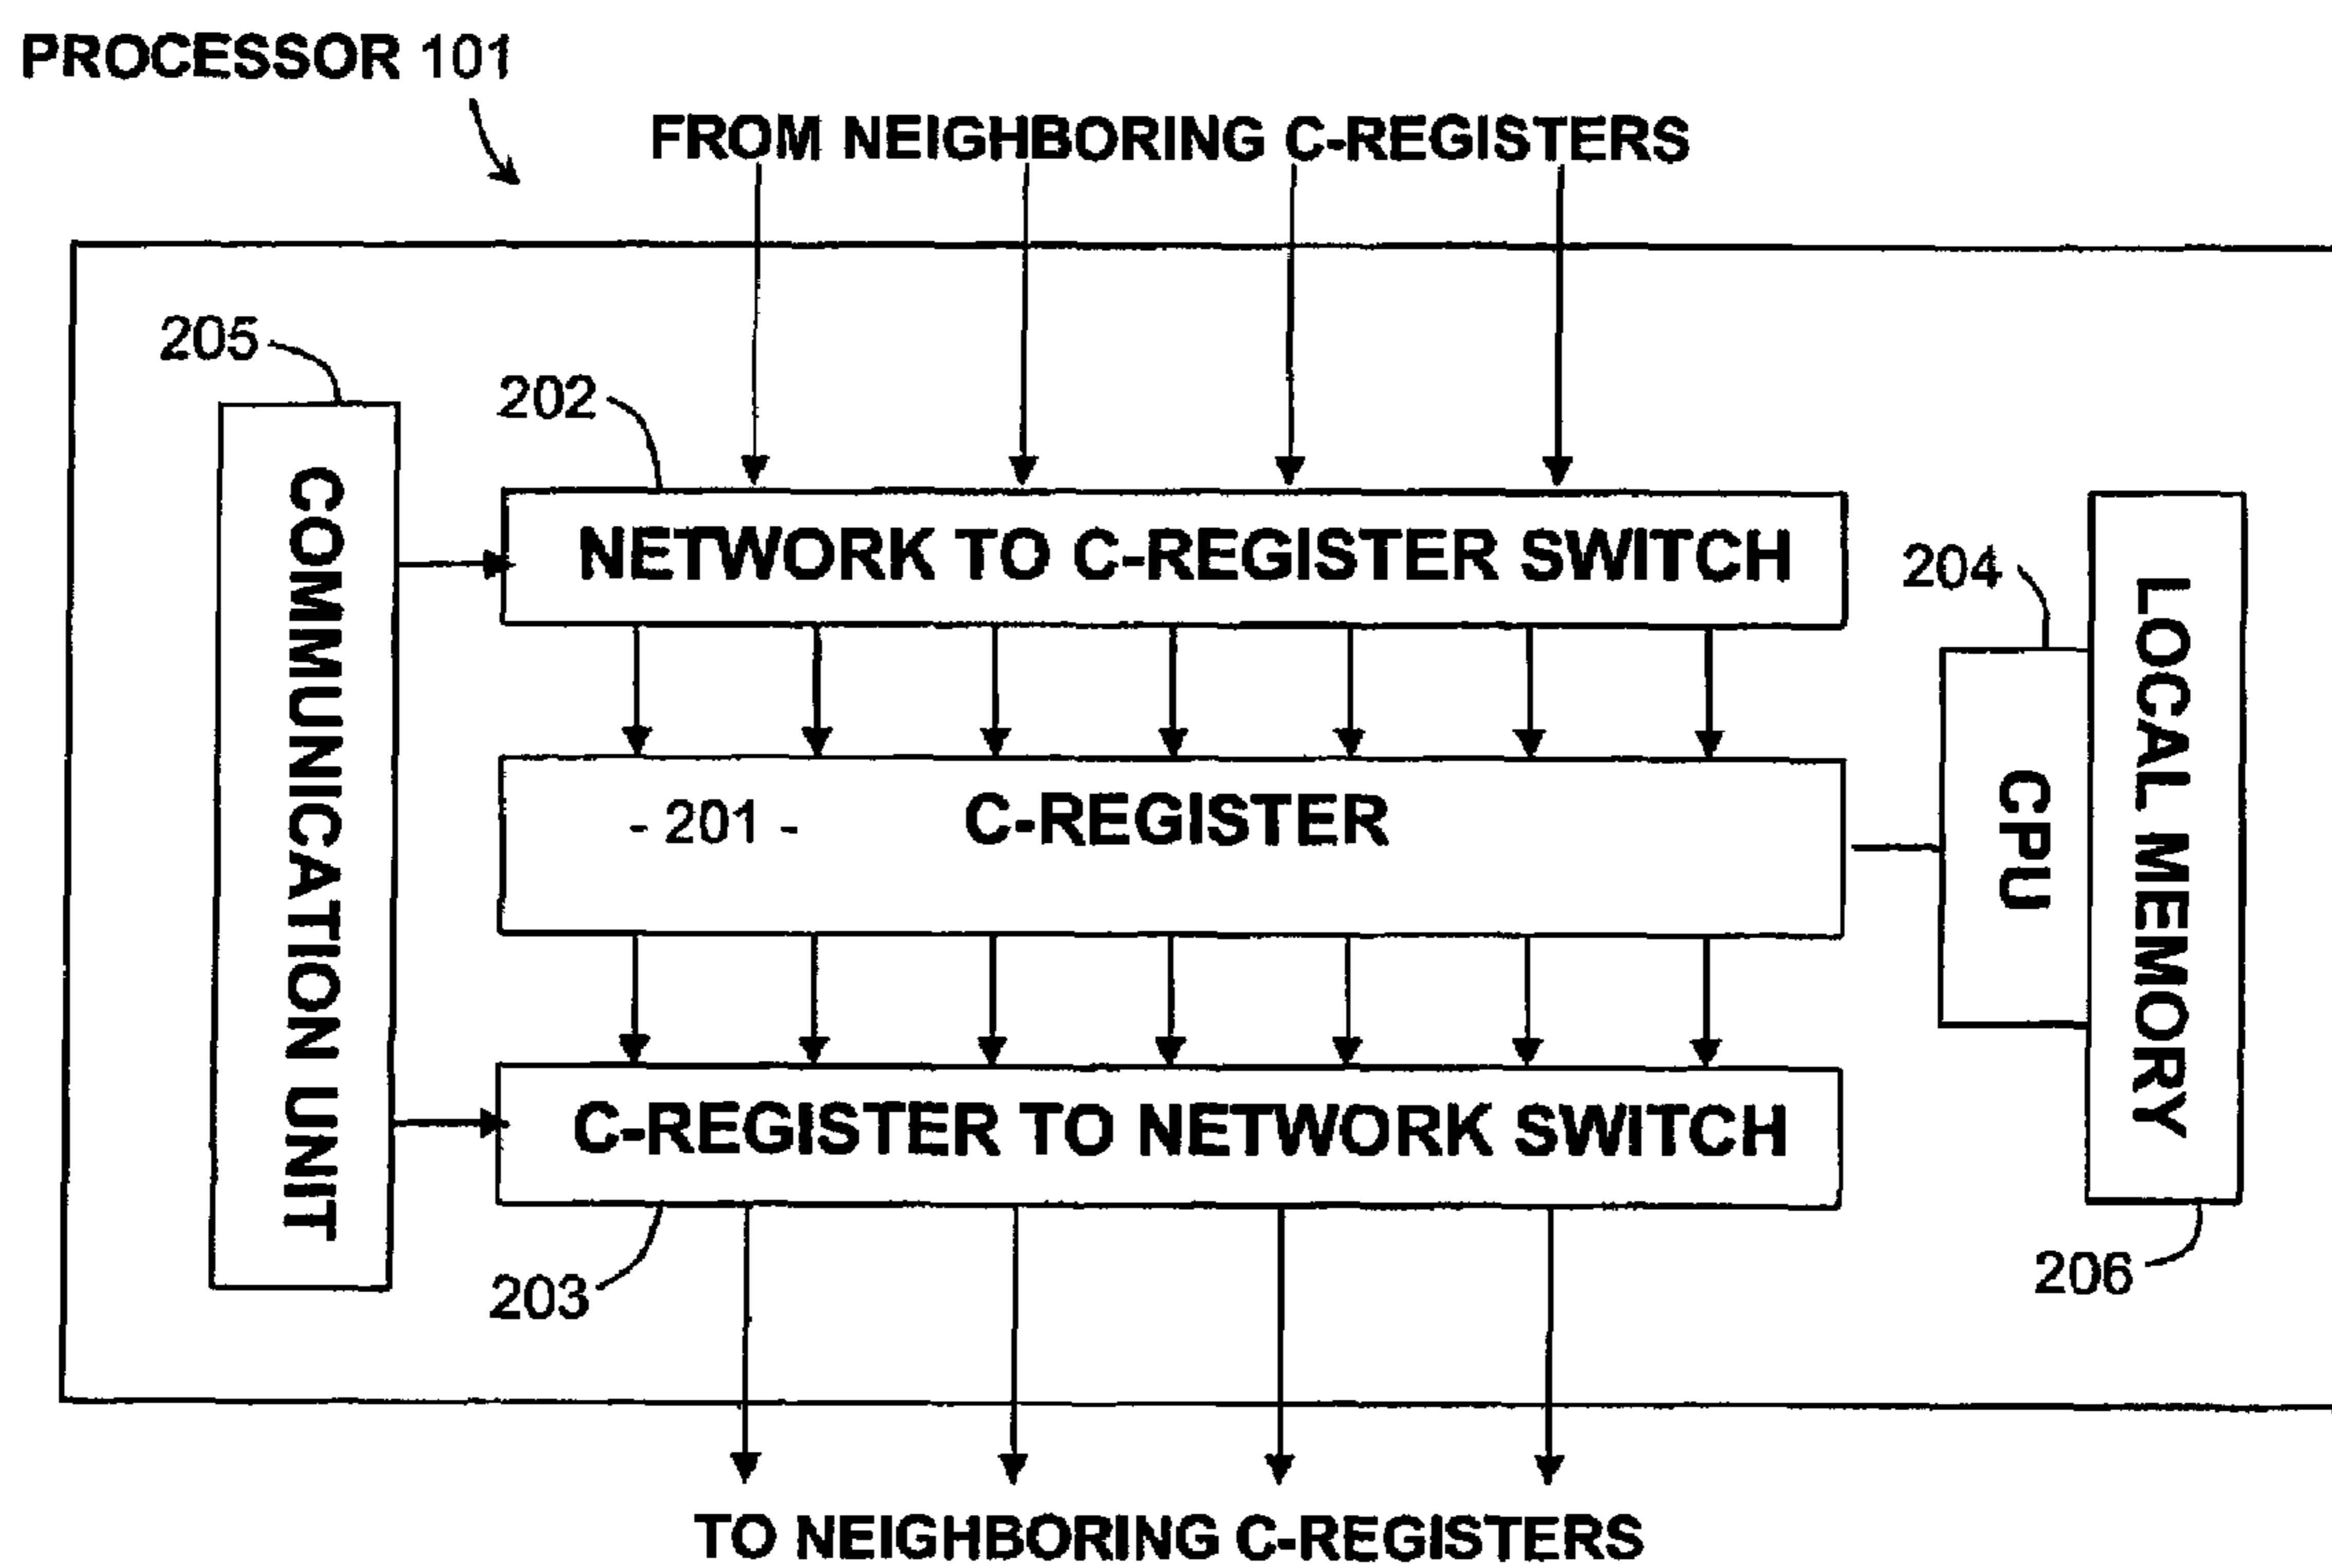 PROCESSOR 101
FROM NEIGHBORING C-REGISTERS
205
202
COMMUNICATION UNIT
NETWORK TO C-REGISTER SWITCH
204
LOCAL MEMORY
CPU
- 201 - C-REGISTER
C-REGISTER TO NETWORK SWITCH
203
206
TO NEIGHBORING C-REGISTERS